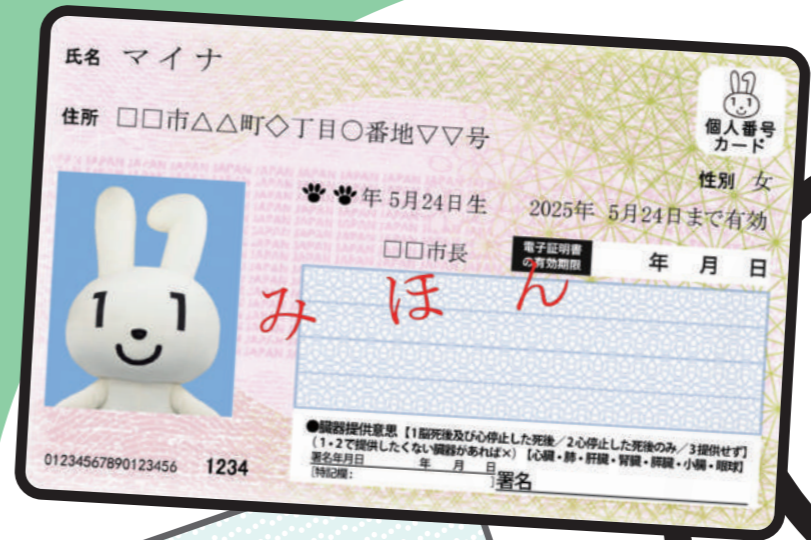 氏名 マイナ
住所 □□市△△町◇丁目○番地▽▽号
個人番号
カード
性別 女
年 5月24日生 2025年 5月24日まで有効
□□市長
電子証明書
の有効期限
年 月 日
みほん
●臓器提供意思【1脳死後及び心停止した死後／2心停止した死後のみ／3提供せず】
(1・2で提供したくない臓器があれば×)【心臓・肺・肝臓・腎臓・膵臓・小腸・眼球】
署名年月日 年 月 日
[特記欄: ]署名
01234567890123456 1234
JAPAN JAPAN JAPAN JAPAN JAPAN